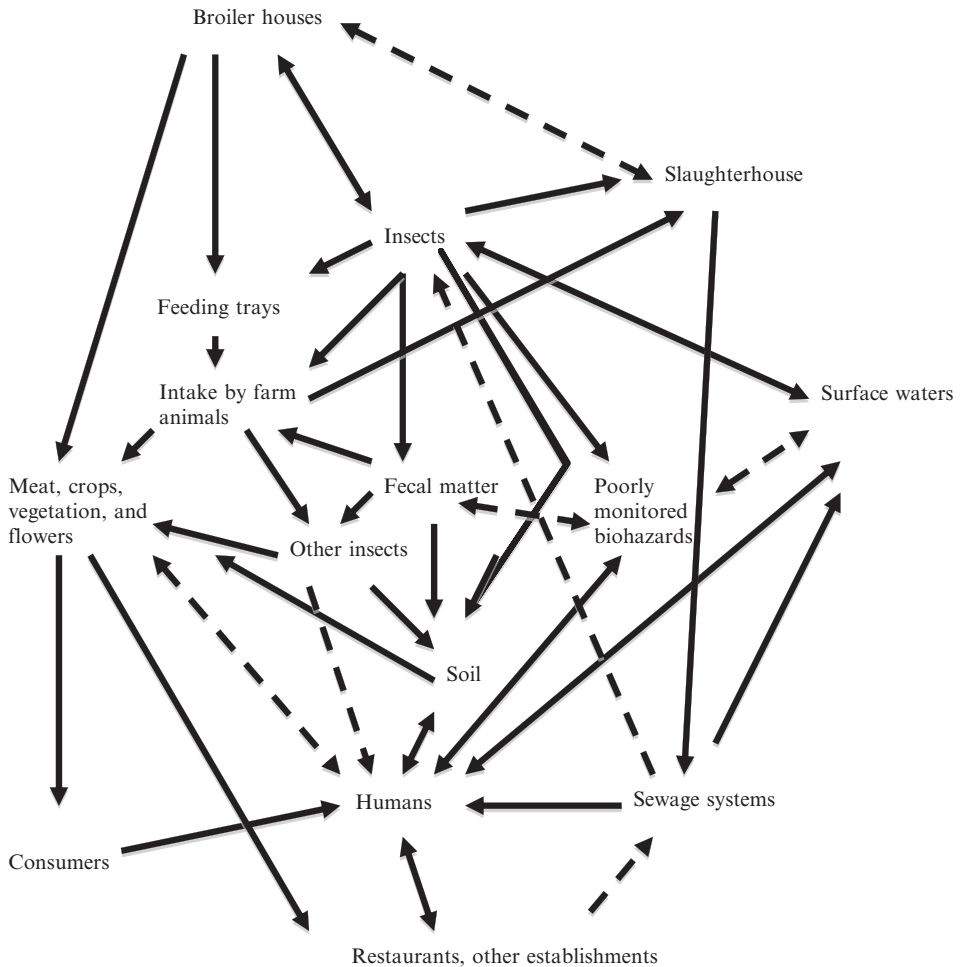 Broiler houses
Slaughterhouse
Insects
Feeding trays
Intake by farm
animals
Surface waters
Meat, crops,
vegetation, and
flowers
Fecal matter
Poorly
monitored
biohazards
Other insects
Soil
Humans
Sewage systems
Consumers
Restaurants, other establishments